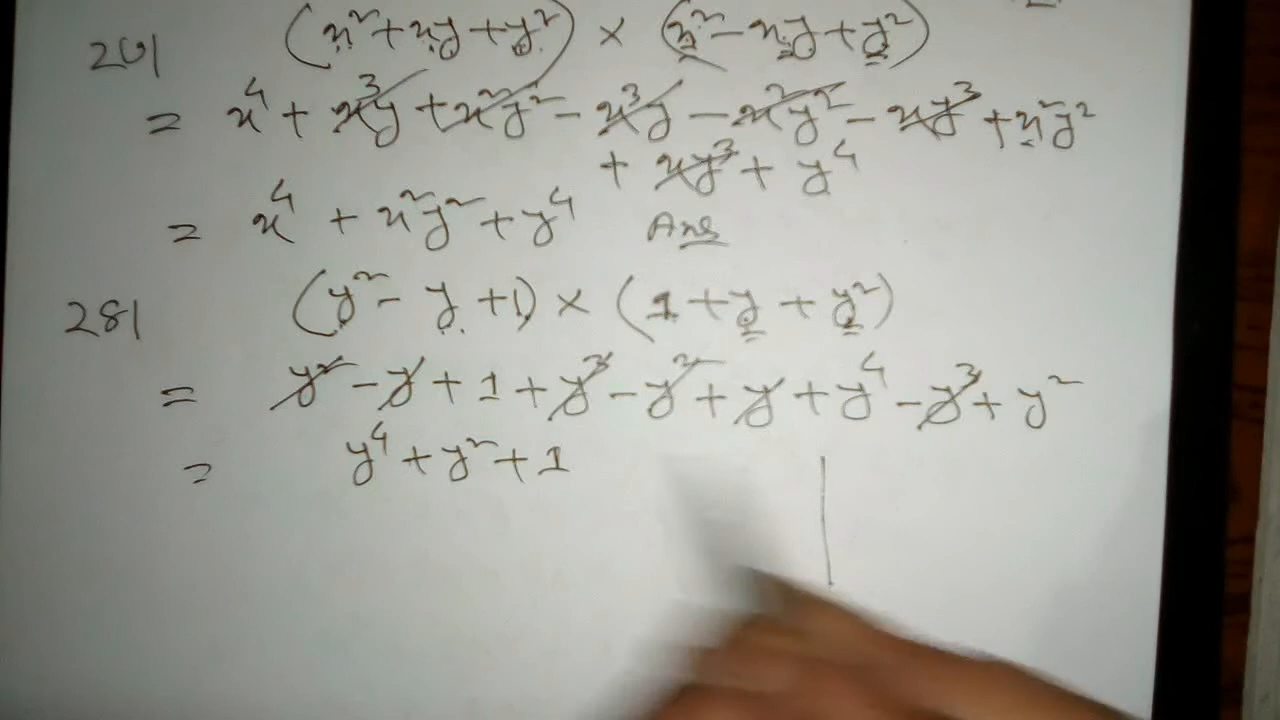 20| (x²+xy+y²) × (x²-xy+y²)
= x⁴ + x³y + x²y² - x³y - x²y² - xy³ + x²y²
+ xy³ + y⁴
= x⁴ + x²y² + y⁴ Ans
28| (y² - y + 1) × (1 + y + y²)
= y² - y + 1 + y³ - y² + y + y⁴ - y³ + y²
= y⁴ + y² + 1